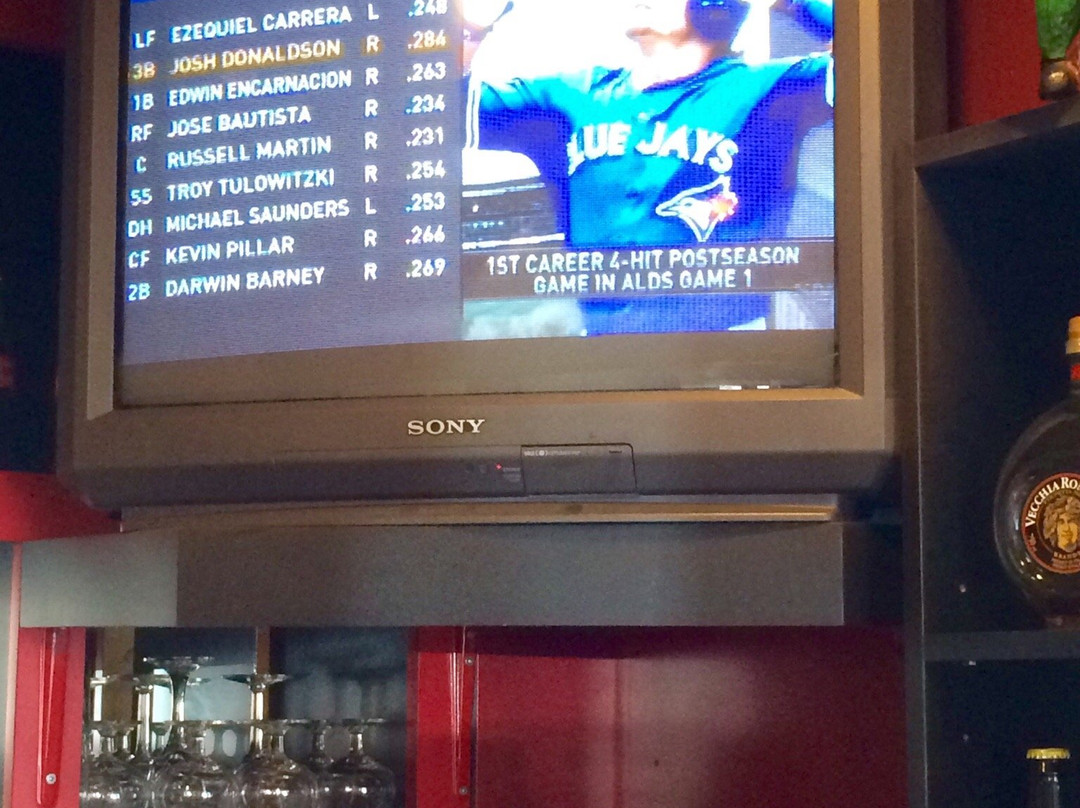 LF EZEQUIEL CARRERA L .248
3B JOSH DONALDSON R .284
1B EDWIN ENCARNACION R .263
RF JOSE BAUTISTA R .234
C RUSSELL MARTIN R .231
SS TROY TULOWITZKI R .254
DH MICHAEL SAUNDERS L .253
CF KEVIN PILLAR R .266
2B DARWIN BARNEY R .269
BLUE JAYS
1ST CAREER 4-HIT POSTSEASON
GAME IN ALDS GAME 1
SONY
VECCHIA RO